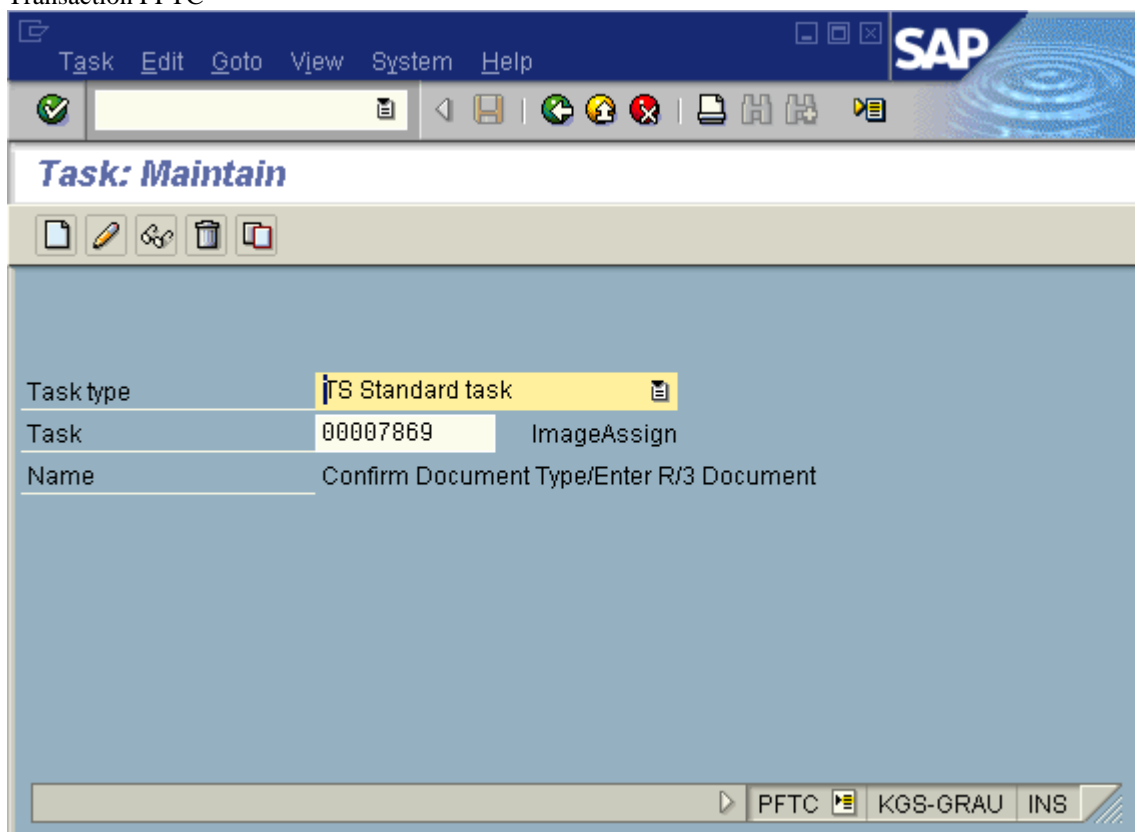 Transaction PFTC
Task Edit Goto View System Help
SAP
Task: Maintain
Task type TS Standard task
Task 00007869 ImageAssign
Name Confirm Document Type/Enter R/3 Document
PFTC KGS-GRAU INS